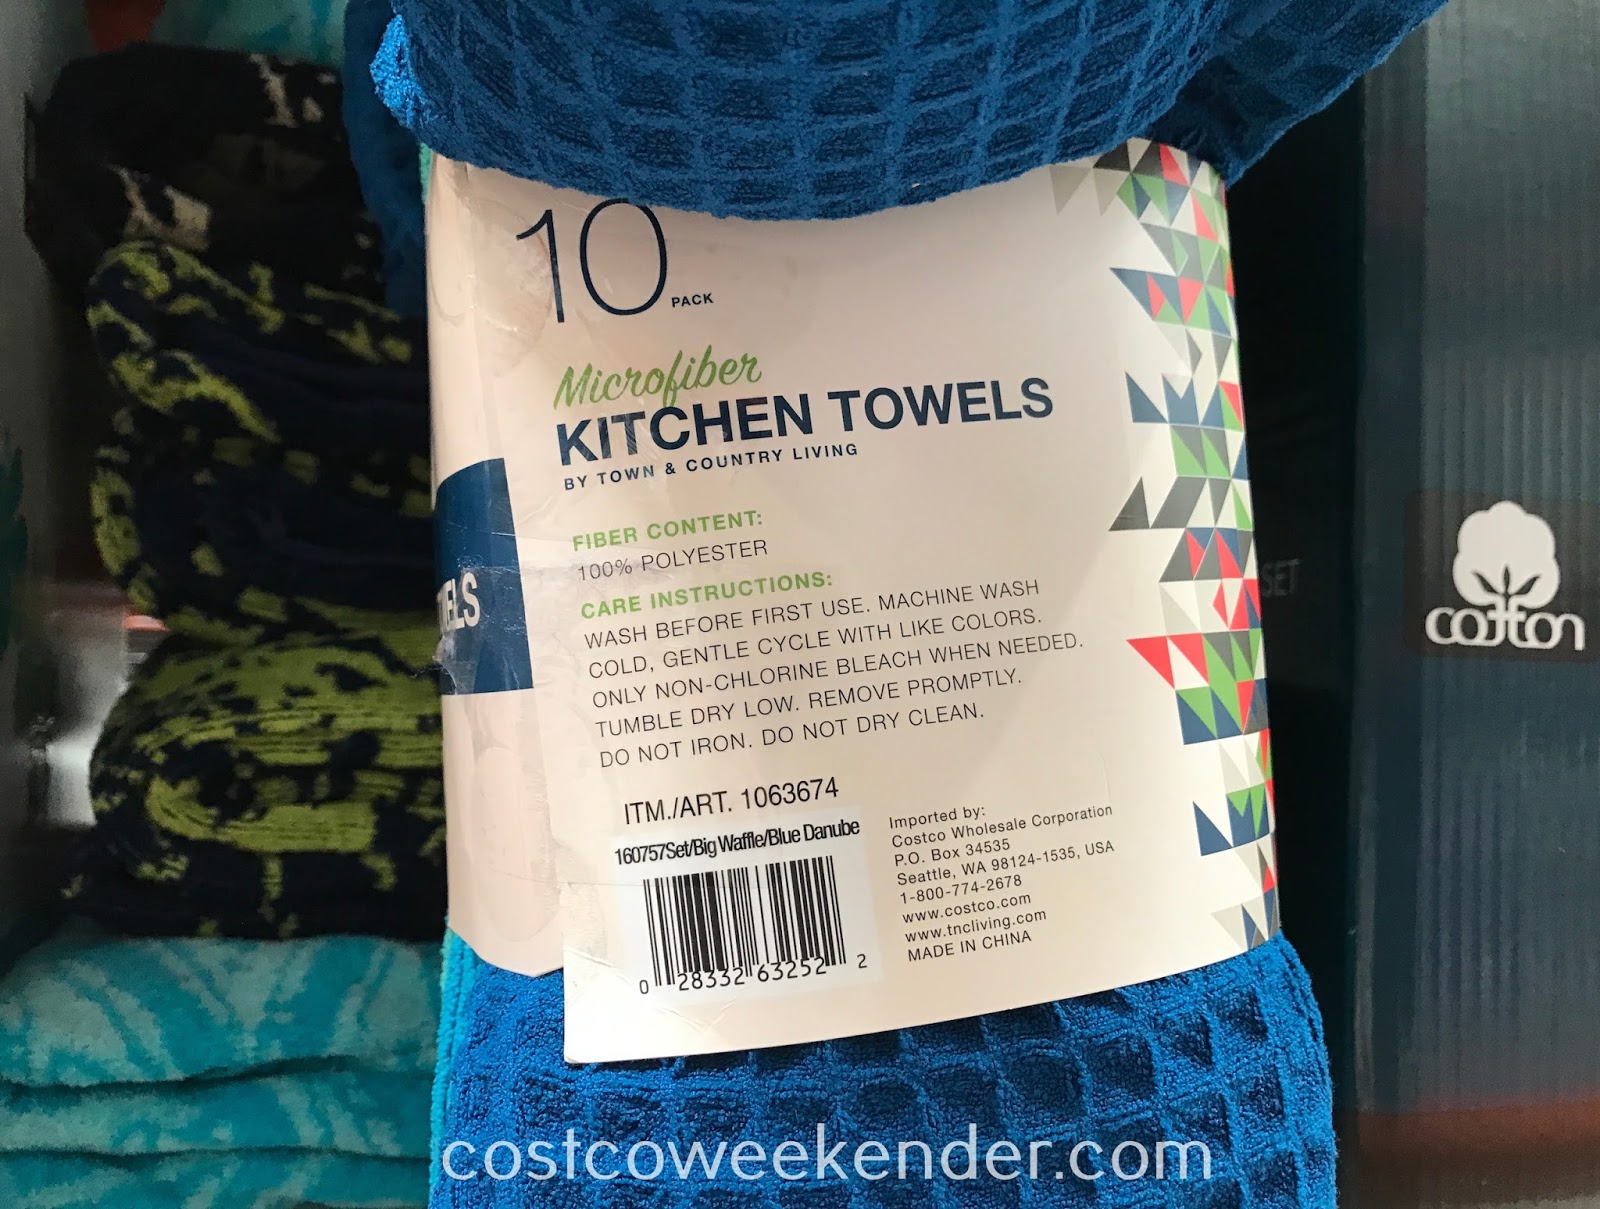 10
PACK
Microfiber
KITCHEN TOWELS
BY TOWN & COUNTRY LIVING
FIBER CONTENT:
100% POLYESTER
CARE INSTRUCTIONS:
WASH BEFORE FIRST USE. MACHINE WASH
COLD, GENTLE CYCLE WITH LIKE COLORS.
ONLY NON-CHLORINE BLEACH WHEN NEEDED.
TUMBLE DRY LOW. REMOVE PROMPTLY.
DO NOT IRON. DO NOT DRY CLEAN.
ITM./ART. 1063674
160757Set/Big Waffle/Blue Danube
0 28332 63252 2
Imported by:
Costco Wholesale Corporation
P.O. Box 34535
Seattle, WA 98124-1535, USA
1-800-774-2678
www.costco.com
www.tncliving.com
MADE IN CHINA
SET
cotton
costcoweekender.com